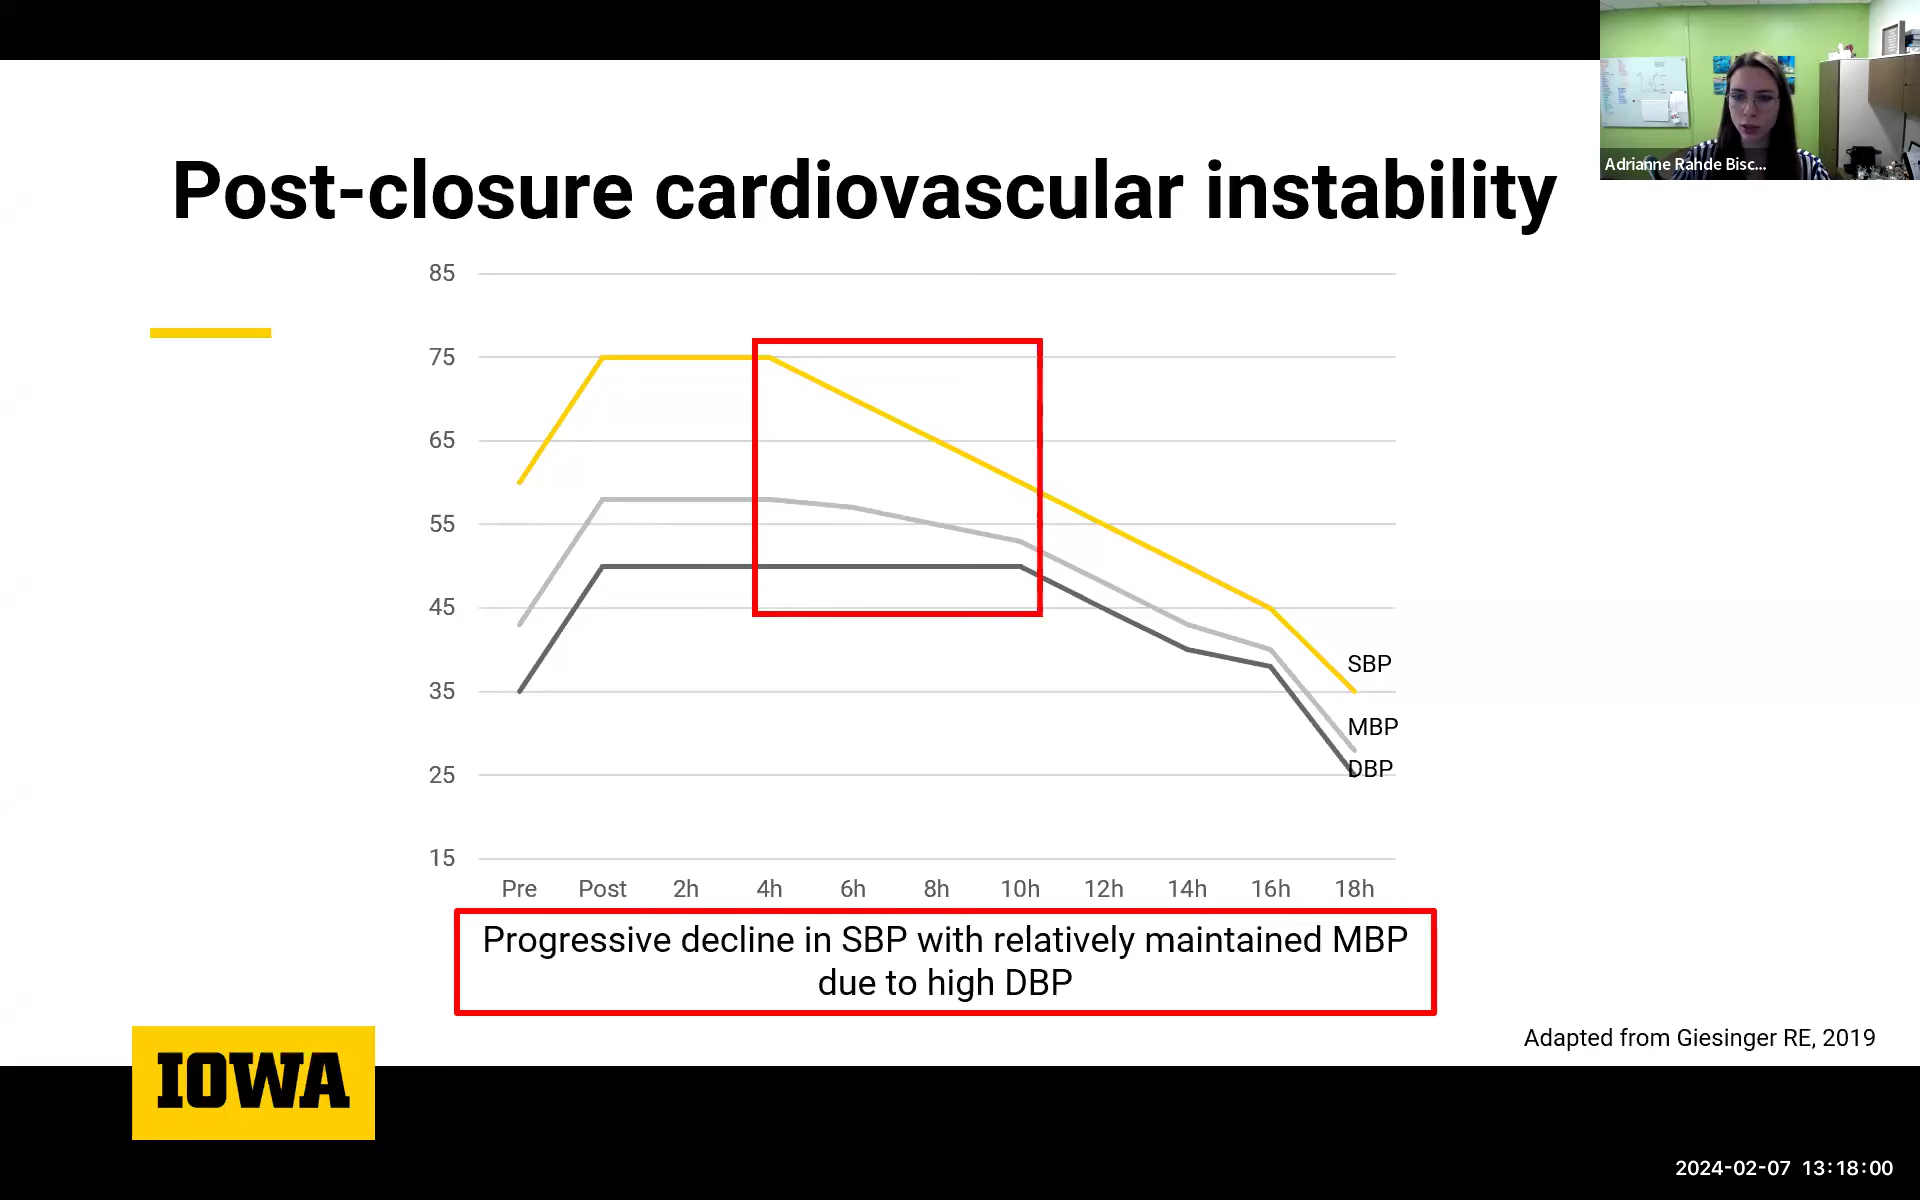 Adrianne Rahde Bisc...
Post-closure cardiovascular instability
85
75
65
55
45
35
25
15
SBP
MBP
DBP
Pre Post 2h 4h 6h 8h 10h 12h 14h 16h 18h
Progressive decline in SBP with relatively maintained MBP
due to high DBP
Adapted from Giesinger RE, 2019
IOWA
2024-02-07 13:18:00